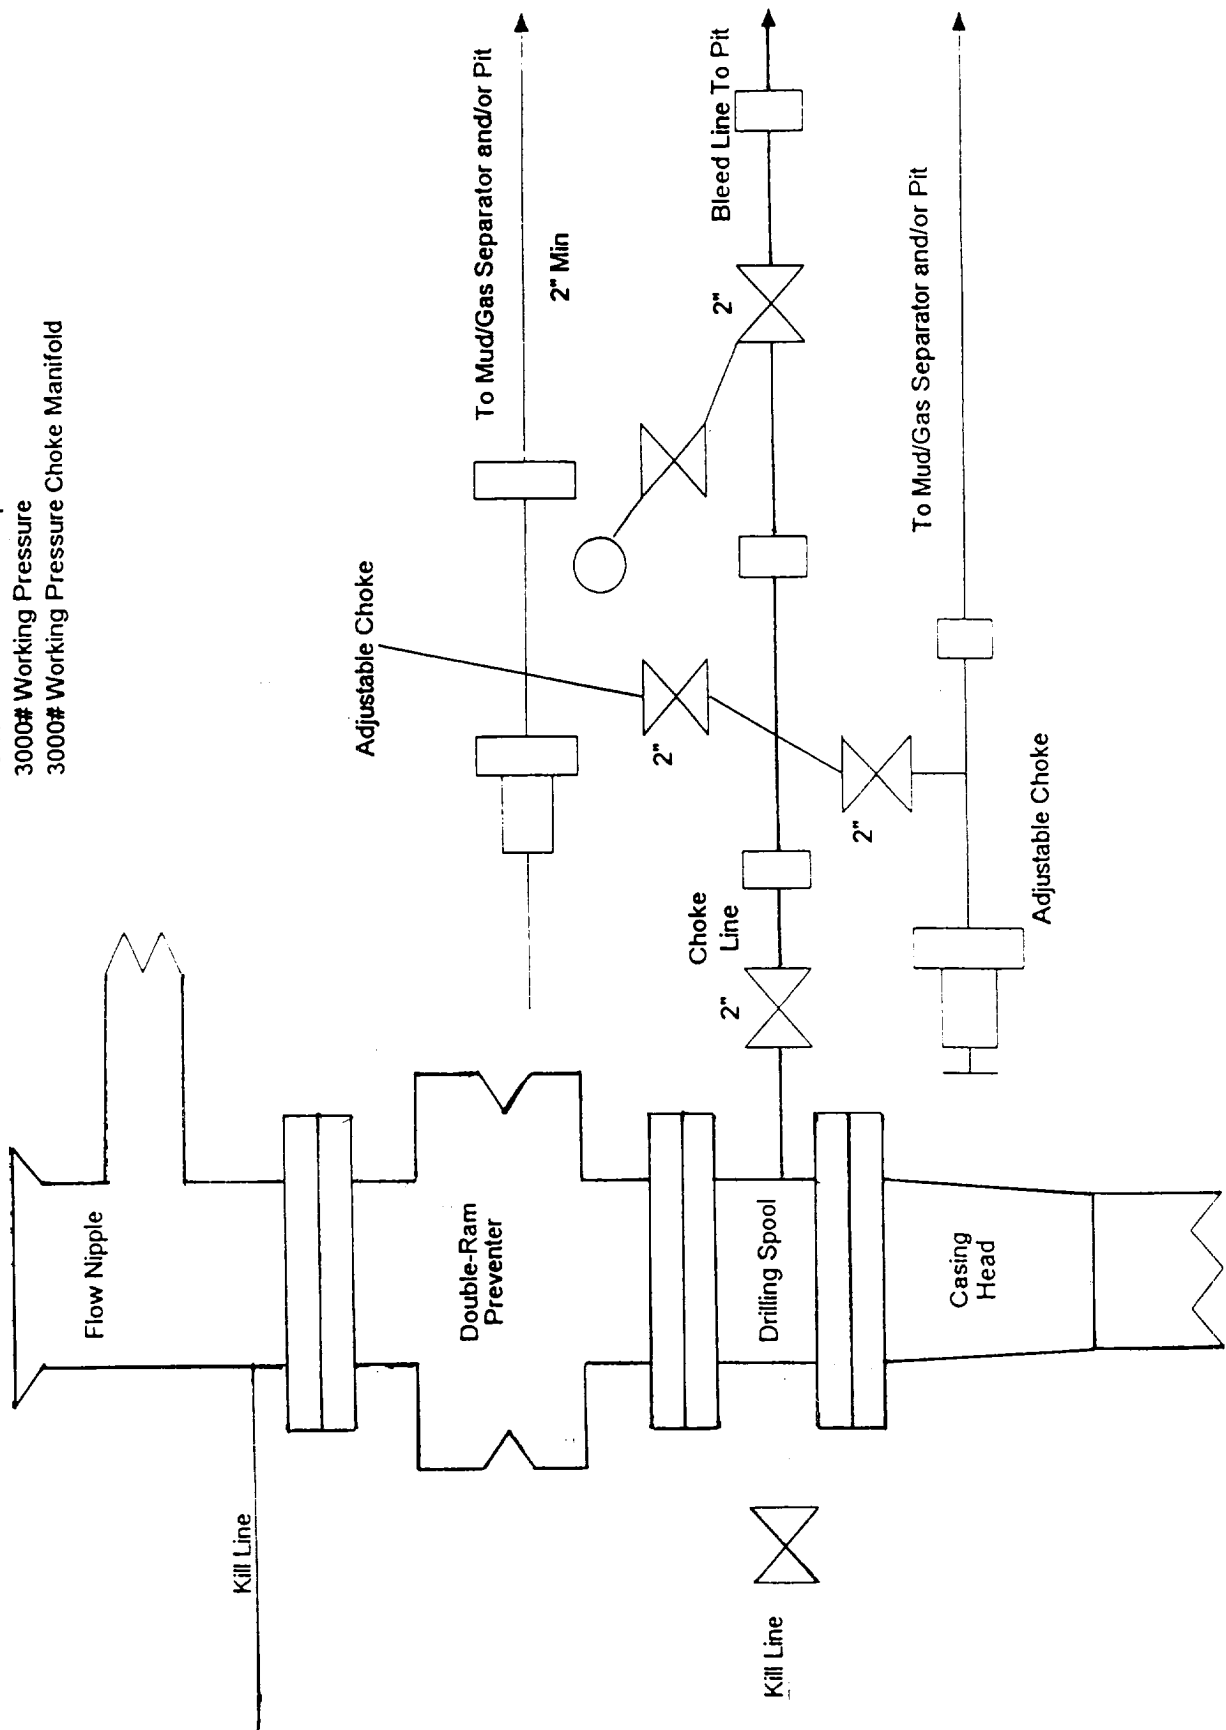 3000# Working Pressure
3000# Working Pressure Choke Manifold
Flow Nipple
Kill Line
Double-Ram
Preventer
Adjustable Choke
To Mud/Gas Separator and/or Pit
2" Min
2"
2"
Bleed Line To Pit
Kill Line
Drilling Spool
2"
Choke
Line
2"
To Mud/Gas Separator and/or Pit
Casing
Head
Adjustable Choke